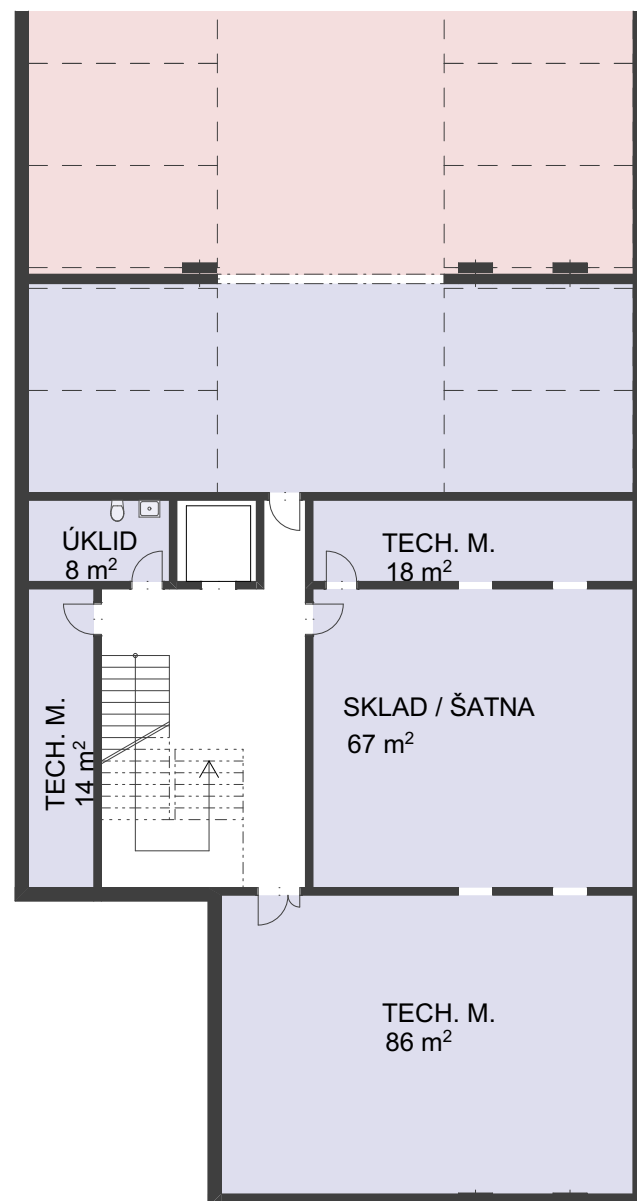 ÚKLID
8 m²
TECH. M.
18 m²
TECH. M.
14 m²
SKLAD / ŠATNA
67 m²
TECH. M.
86 m²